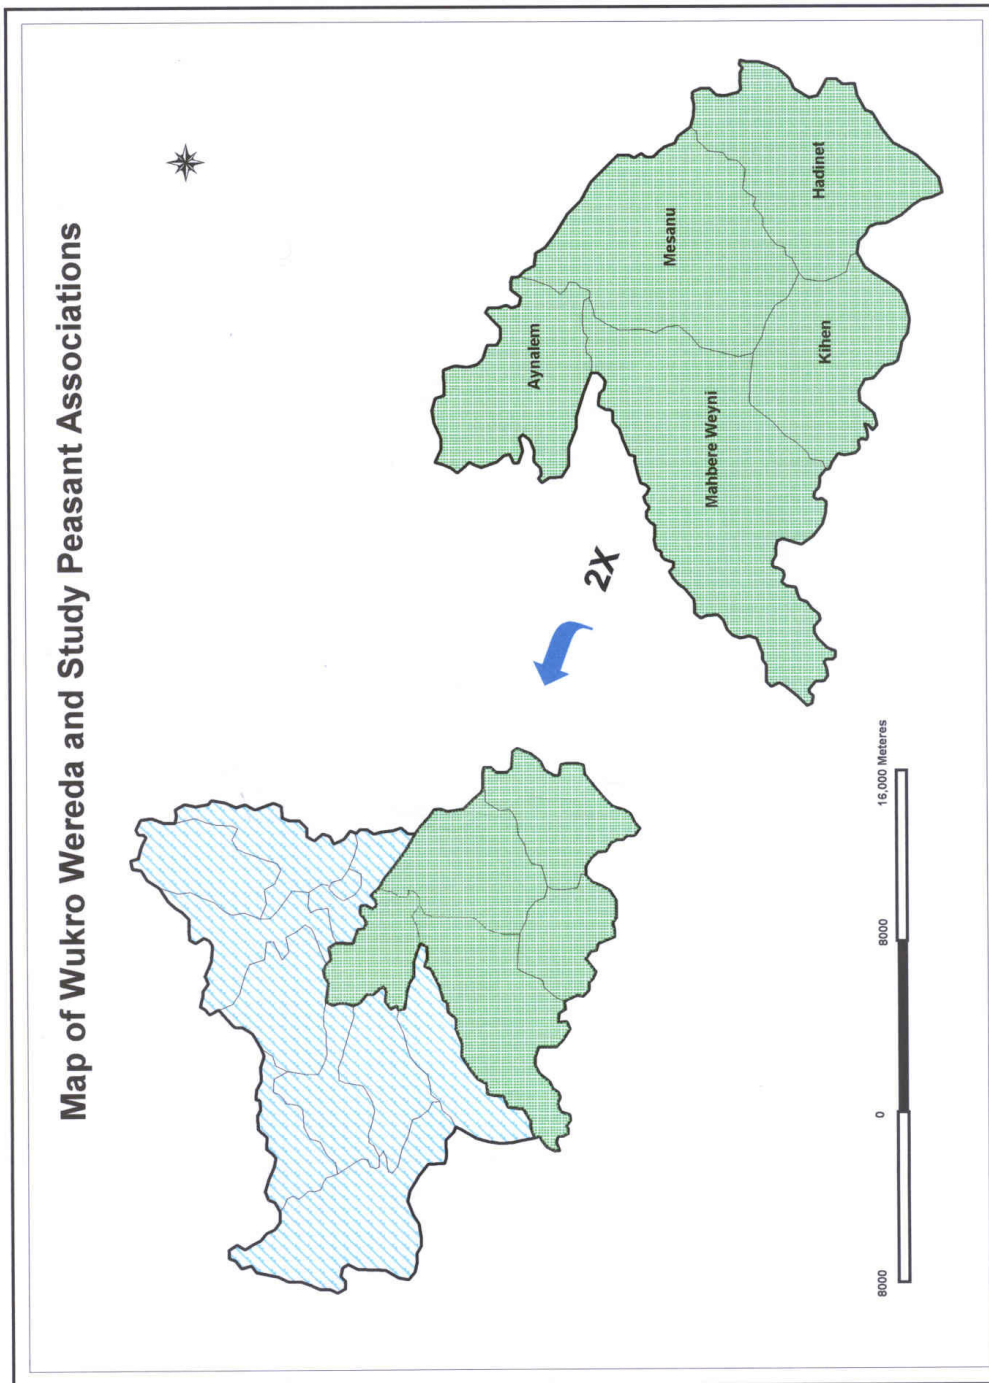 Map of Wukro Wereda and Study Peasant Associations
Aynalem
Mesanu
Hadinet
Mahbere Weyni
Kihen
2X
8000
0
8000
16,000 Meteres